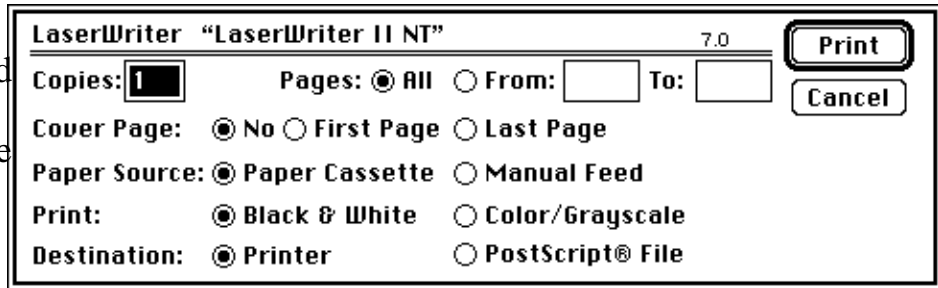 LaserWriter “LaserWriter II NT” 7.0 Print
Copies: 1 Pages: All From: To:
Cancel
Cover Page: No First Page Last Page
Paper Source: Paper Cassette Manual Feed
Print: Black & White Color/Grayscale
Destination: Printer PostScript® File